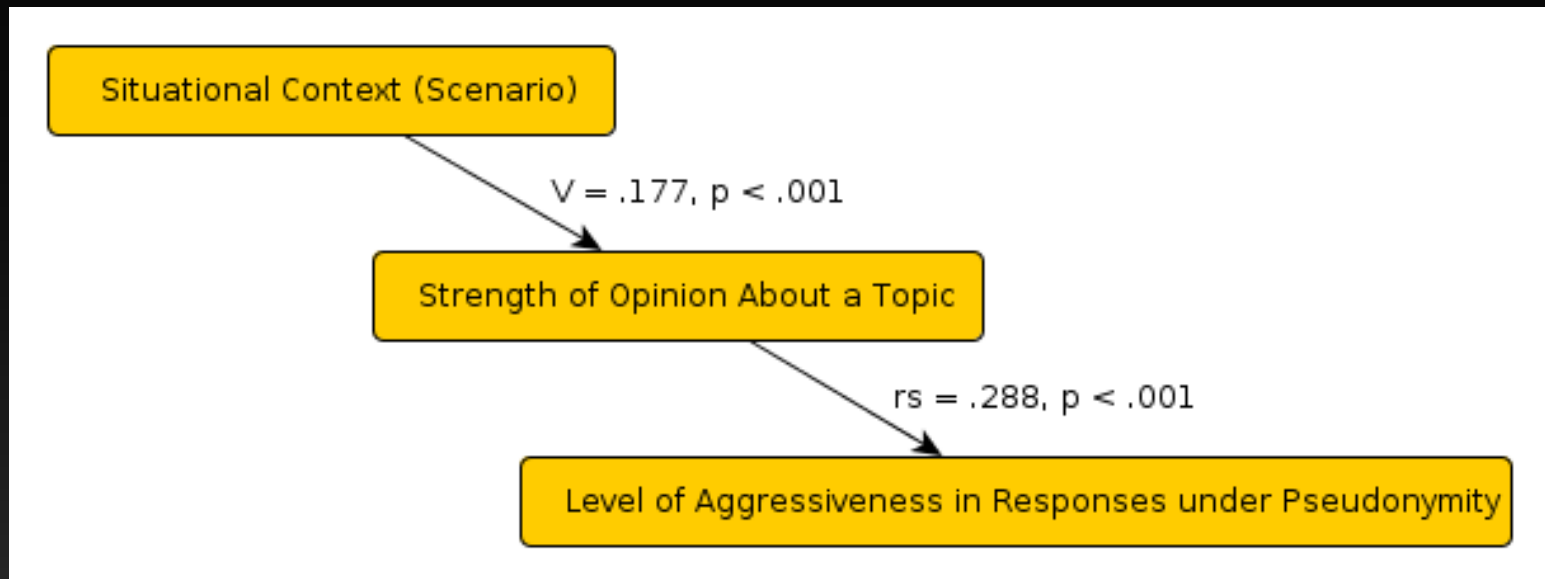 Situational Context (Scenario)
V = .177, p < .001
Strength of Opinion About a Topic
rs = .288, p < .001
Level of Aggressiveness in Responses under Pseudonymity